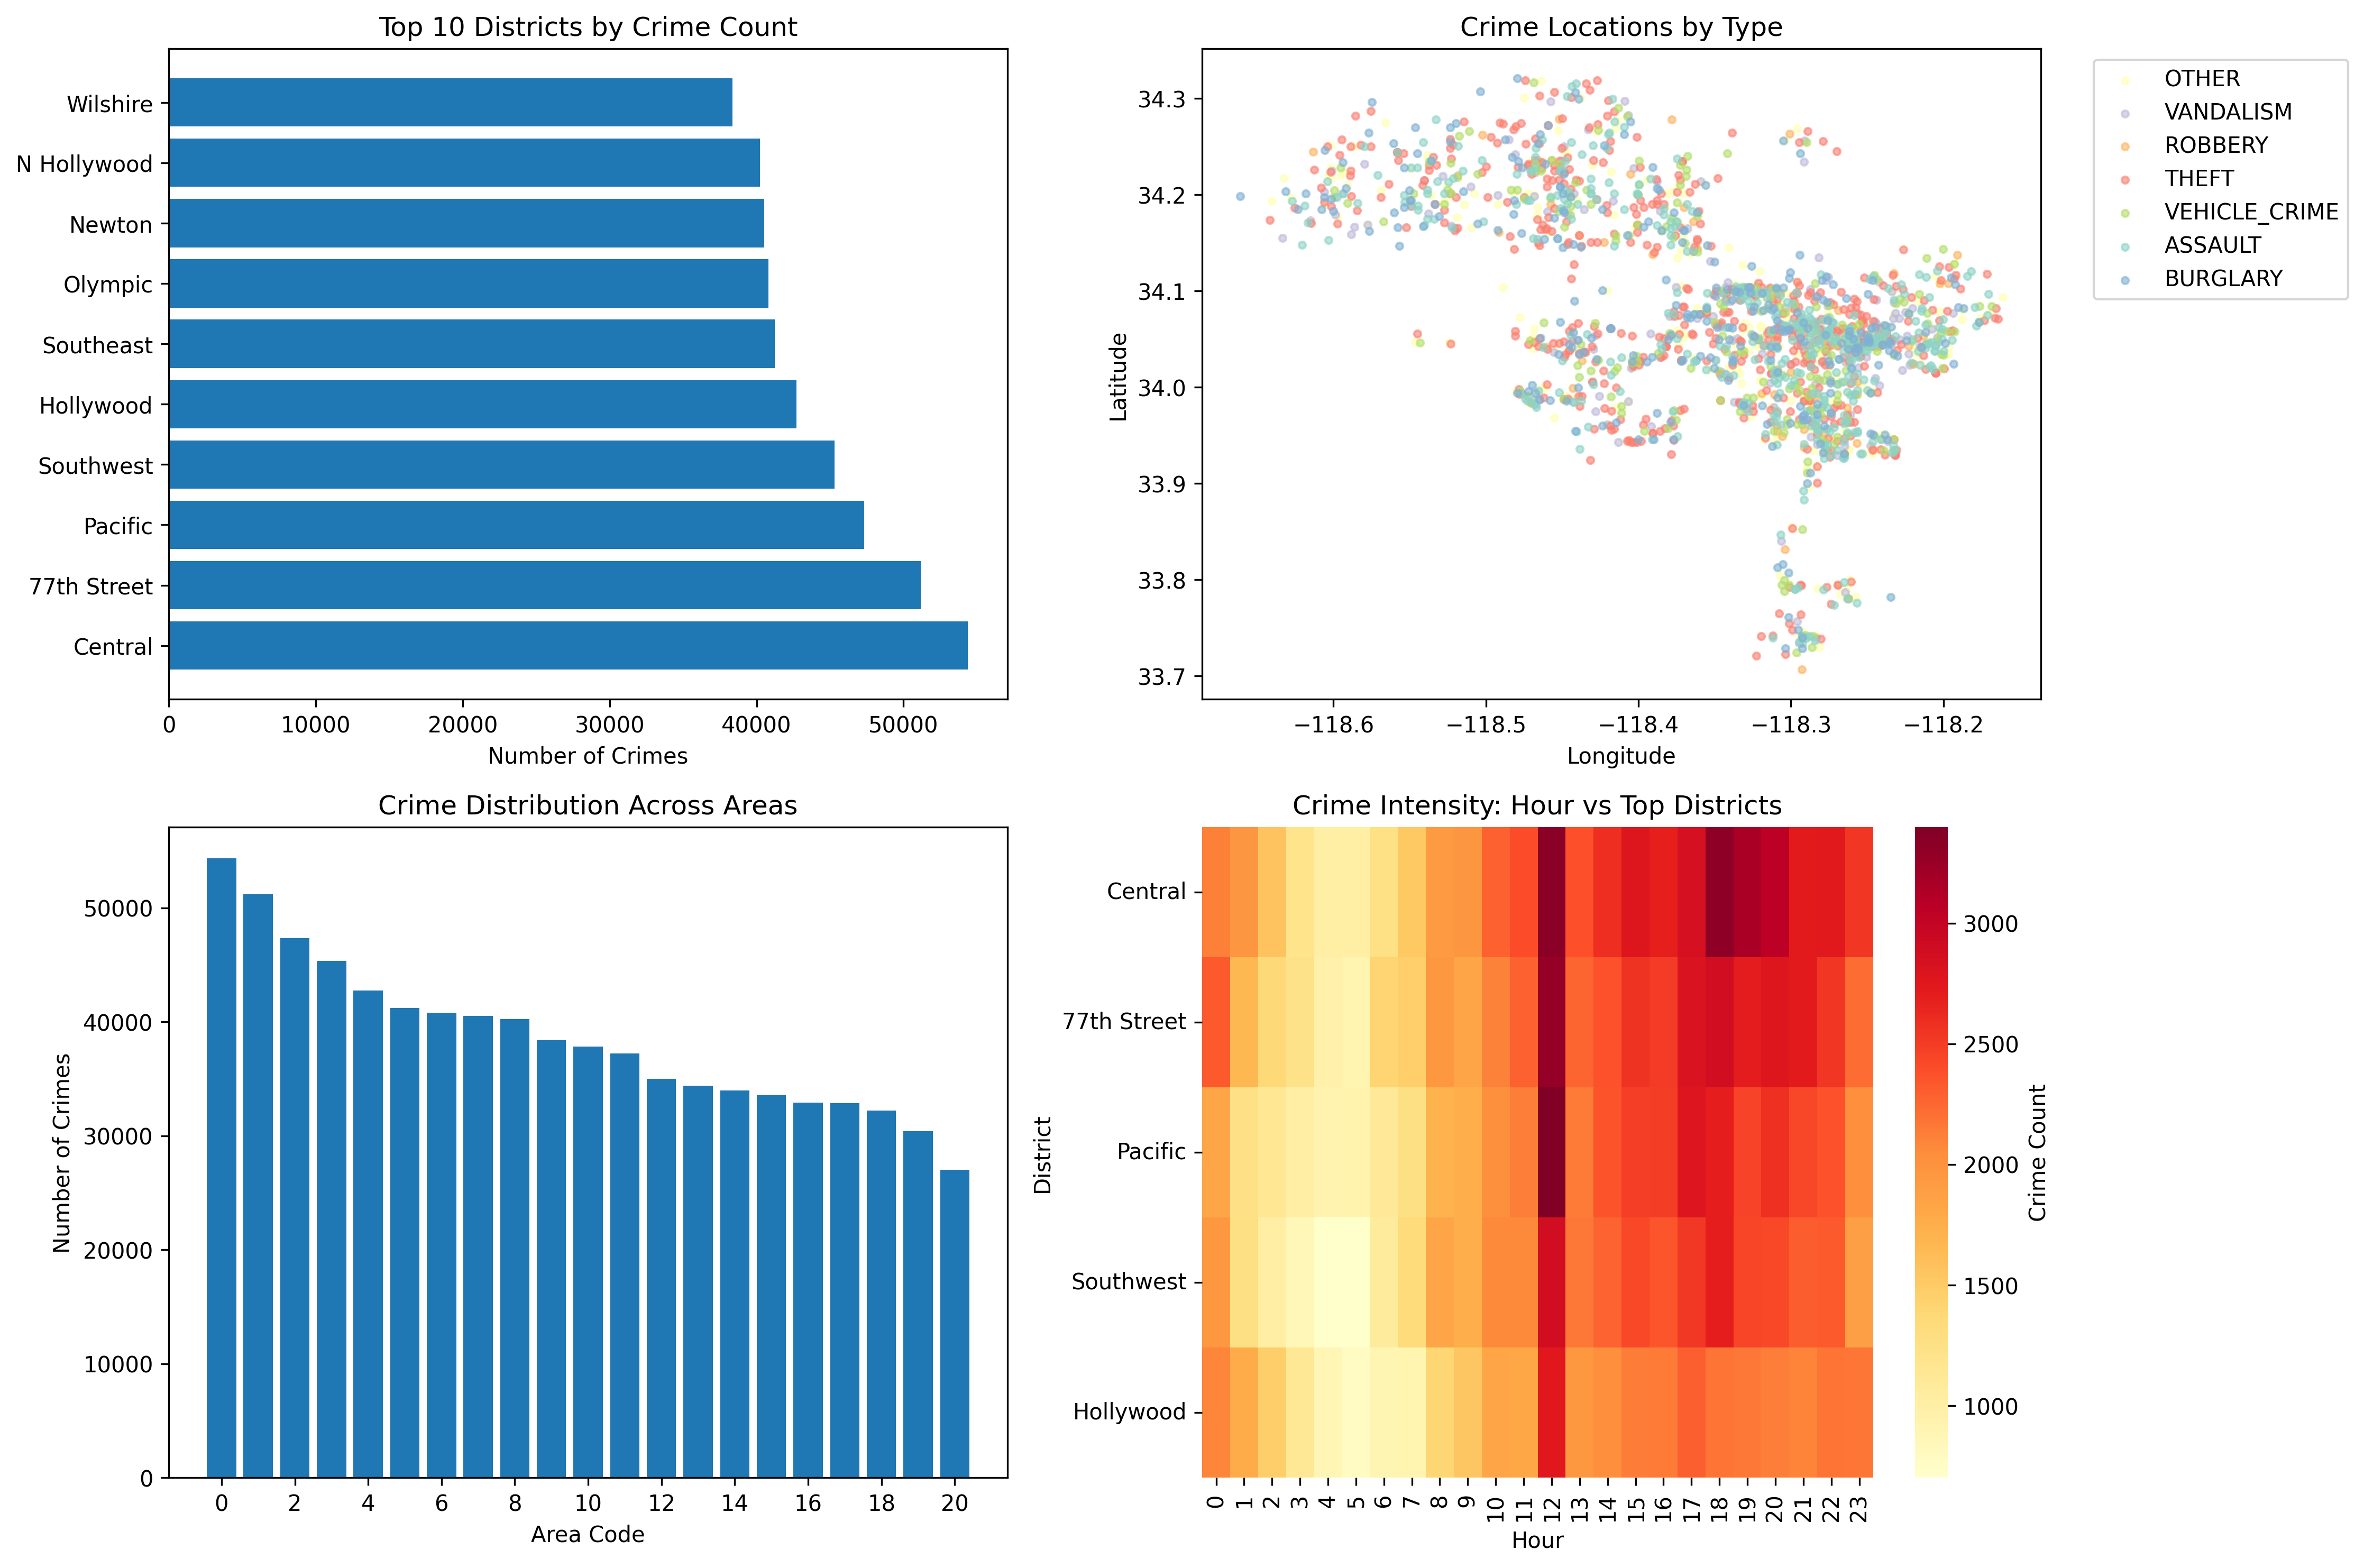 Top 10 Districts by Crime Count
Wilshire
N Hollywood
Newton
Olympic
Southeast
Hollywood
Southwest
Pacific
77th Street
Central
0 10000 20000 30000 40000 50000
Number of Crimes
Crime Locations by Type
Latitude
34.3
34.2
34.1
34.0
33.9
33.8
33.7
−118.6 −118.5 −118.4 −118.3 −118.2
Longitude
OTHER
VANDALISM
ROBBERY
THEFT
VEHICLE_CRIME
ASSAULT
BURGLARY
Crime Distribution Across Areas
Number of Crimes
50000
40000
30000
20000
10000
0
0 2 4 6 8 10 12 14 16 18 20
Area Code
Crime Intensity: Hour vs Top Districts
District
Central
77th Street
Pacific
Southwest
Hollywood
0 1 2 3 4 5 6 7 8 9 10 11 12 13 14 15 16 17 18 19 20 21 22 23
Hour
3000
2500
2000
1500
1000
Crime Count